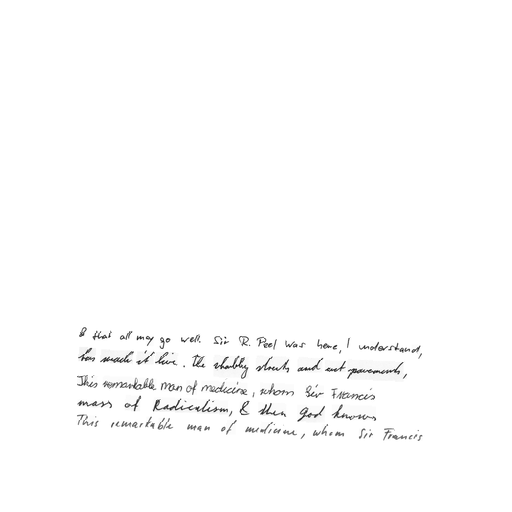 & that all may go well. Sir R. Peel was here, I understand,
has made it live. The shabby streets and wet pavements,
This remarkable man of medicine, whom Sir Francis
mass of Radicalism, & then God knows
This remarkable man of medicine, whom Sir Francis